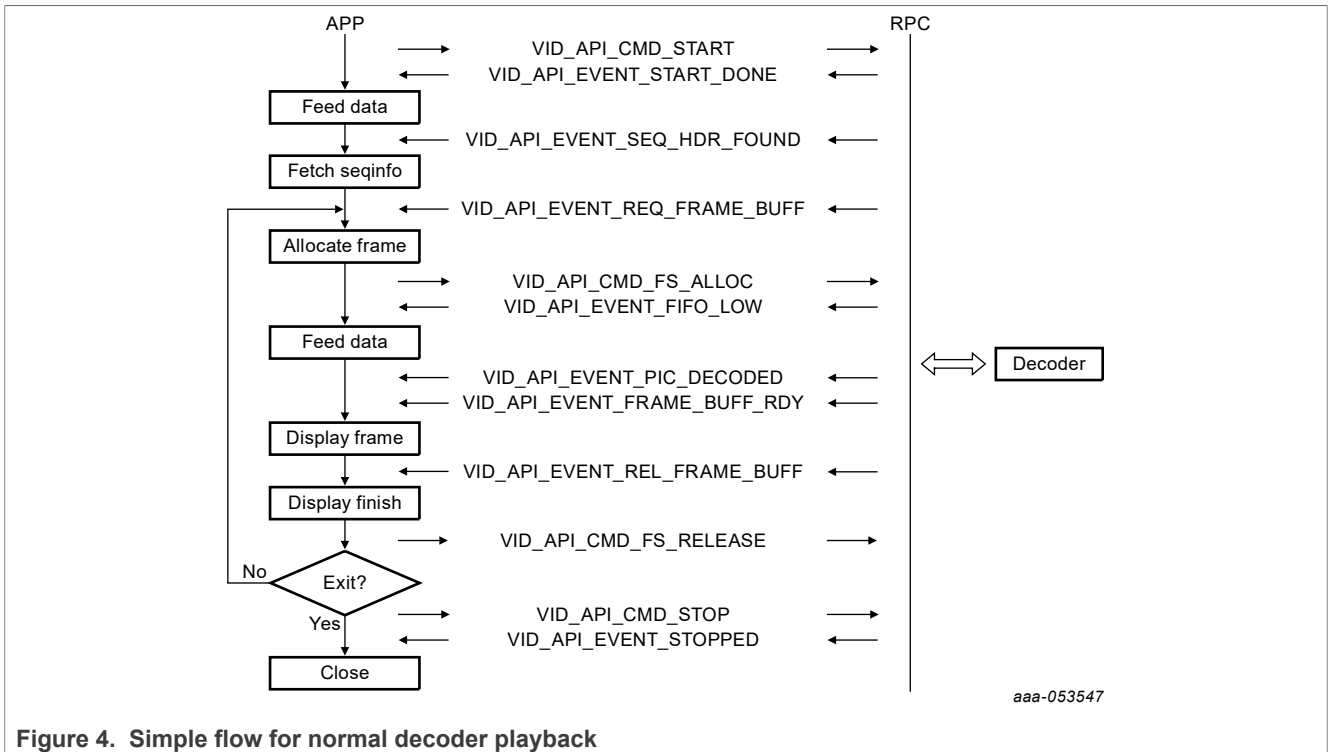 APP
RPC
VID_API_CMD_START
VID_API_EVENT_START_DONE
Feed data
VID_API_EVENT_SEQ_HDR_FOUND
Fetch seqinfo
VID_API_EVENT_REQ_FRAME_BUFF
Allocate frame
VID_API_CMD_FS_ALLOC
VID_API_EVENT_FIFO_LOW
Feed data
Decoder
VID_API_EVENT_PIC_DECODED
VID_API_EVENT_FRAME_BUFF_RDY
Display frame
VID_API_EVENT_REL_FRAME_BUFF
Display finish
VID_API_CMD_FS_RELEASE
No
Exit?
VID_API_CMD_STOP
Yes
VID_API_EVENT_STOPPED
Close
aaa-053547
Figure 4. Simple flow for normal decoder playback